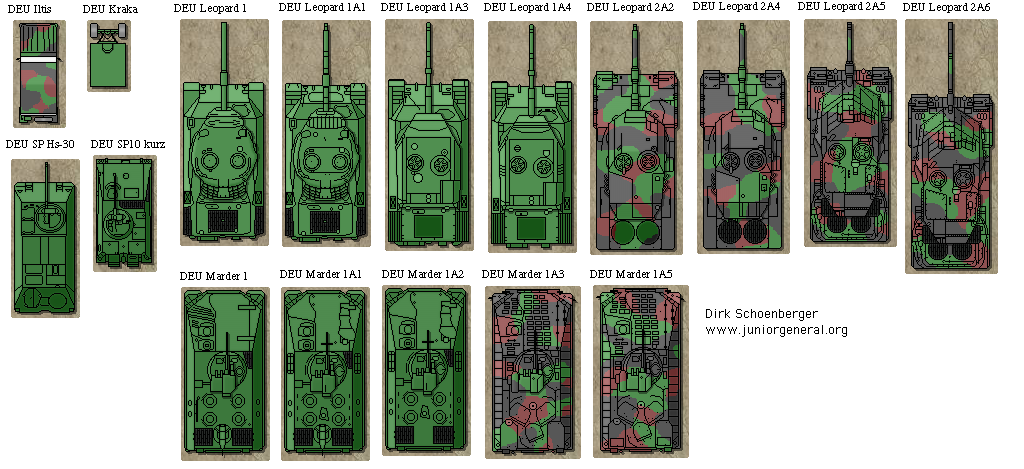 DEU Iltis
DEU Kraka
DEU Leopard 1
DEU Leopard 1A1
DEU Leopard 1A3
DEU Leopard 1A4
DEU Leopard 2A2
DEU Leopard 2A4
DEU Leopard 2A5
DEU Leopard 2A6
DEU SP Hs-30
DEU SP10 kurz
DEU Marder 1
DEU Marder 1A1
DEU Marder 1A2
DEU Marder 1A3
DEU Marder 1A5
Dirk Schoenberger
www.juniorgeneral.org